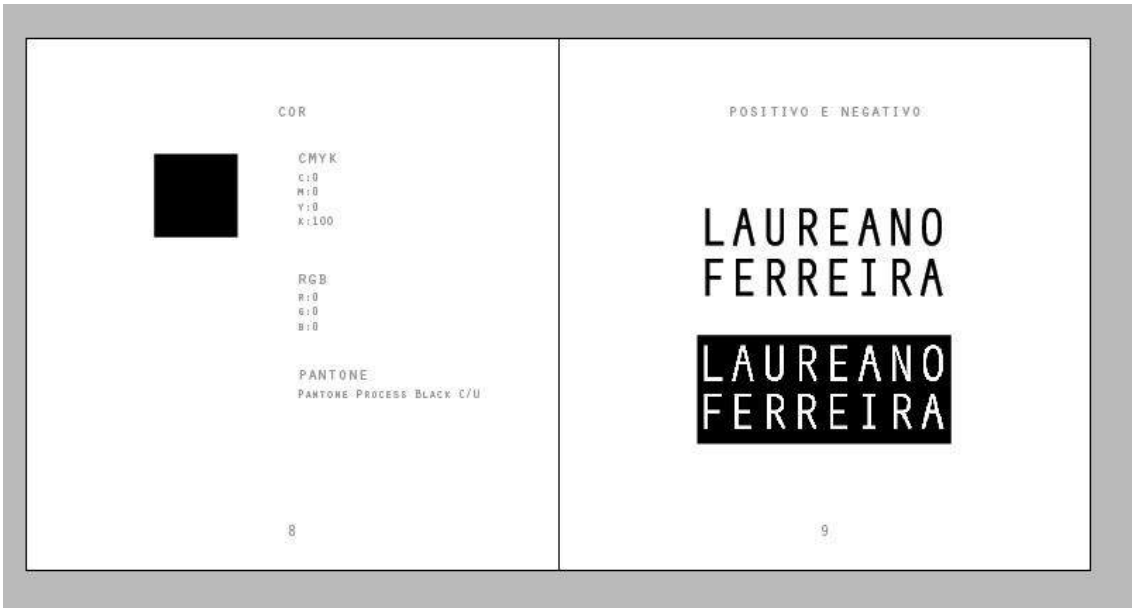 COR
CMYK
C:0
M:0
Y:0
K:100
RGB
R:0
G:0
B:0
PANTONE
PANTONE PROCESS BLACK C/U
8
POSITIVO E NEGATIVO
LAUREANO
FERREIRA
LAUREANO
FERREIRA
9